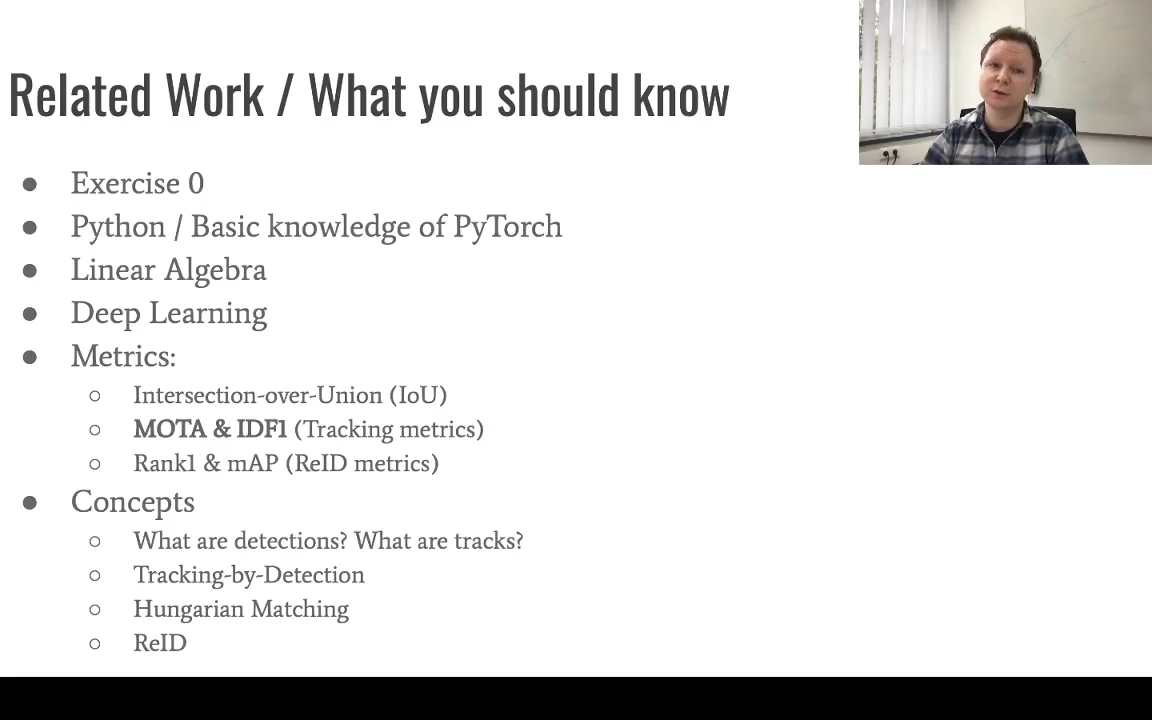 Related Work / What you should know
● Exercise 0
● Python / Basic knowledge of PyTorch
● Linear Algebra
● Deep Learning
● Metrics:
○ Intersection-over-Union (IoU)
○ MOTA & IDF1 (Tracking metrics)
○ Rank1 & mAP (ReID metrics)
● Concepts
○ What are detections? What are tracks?
○ Tracking-by-Detection
○ Hungarian Matching
○ ReID